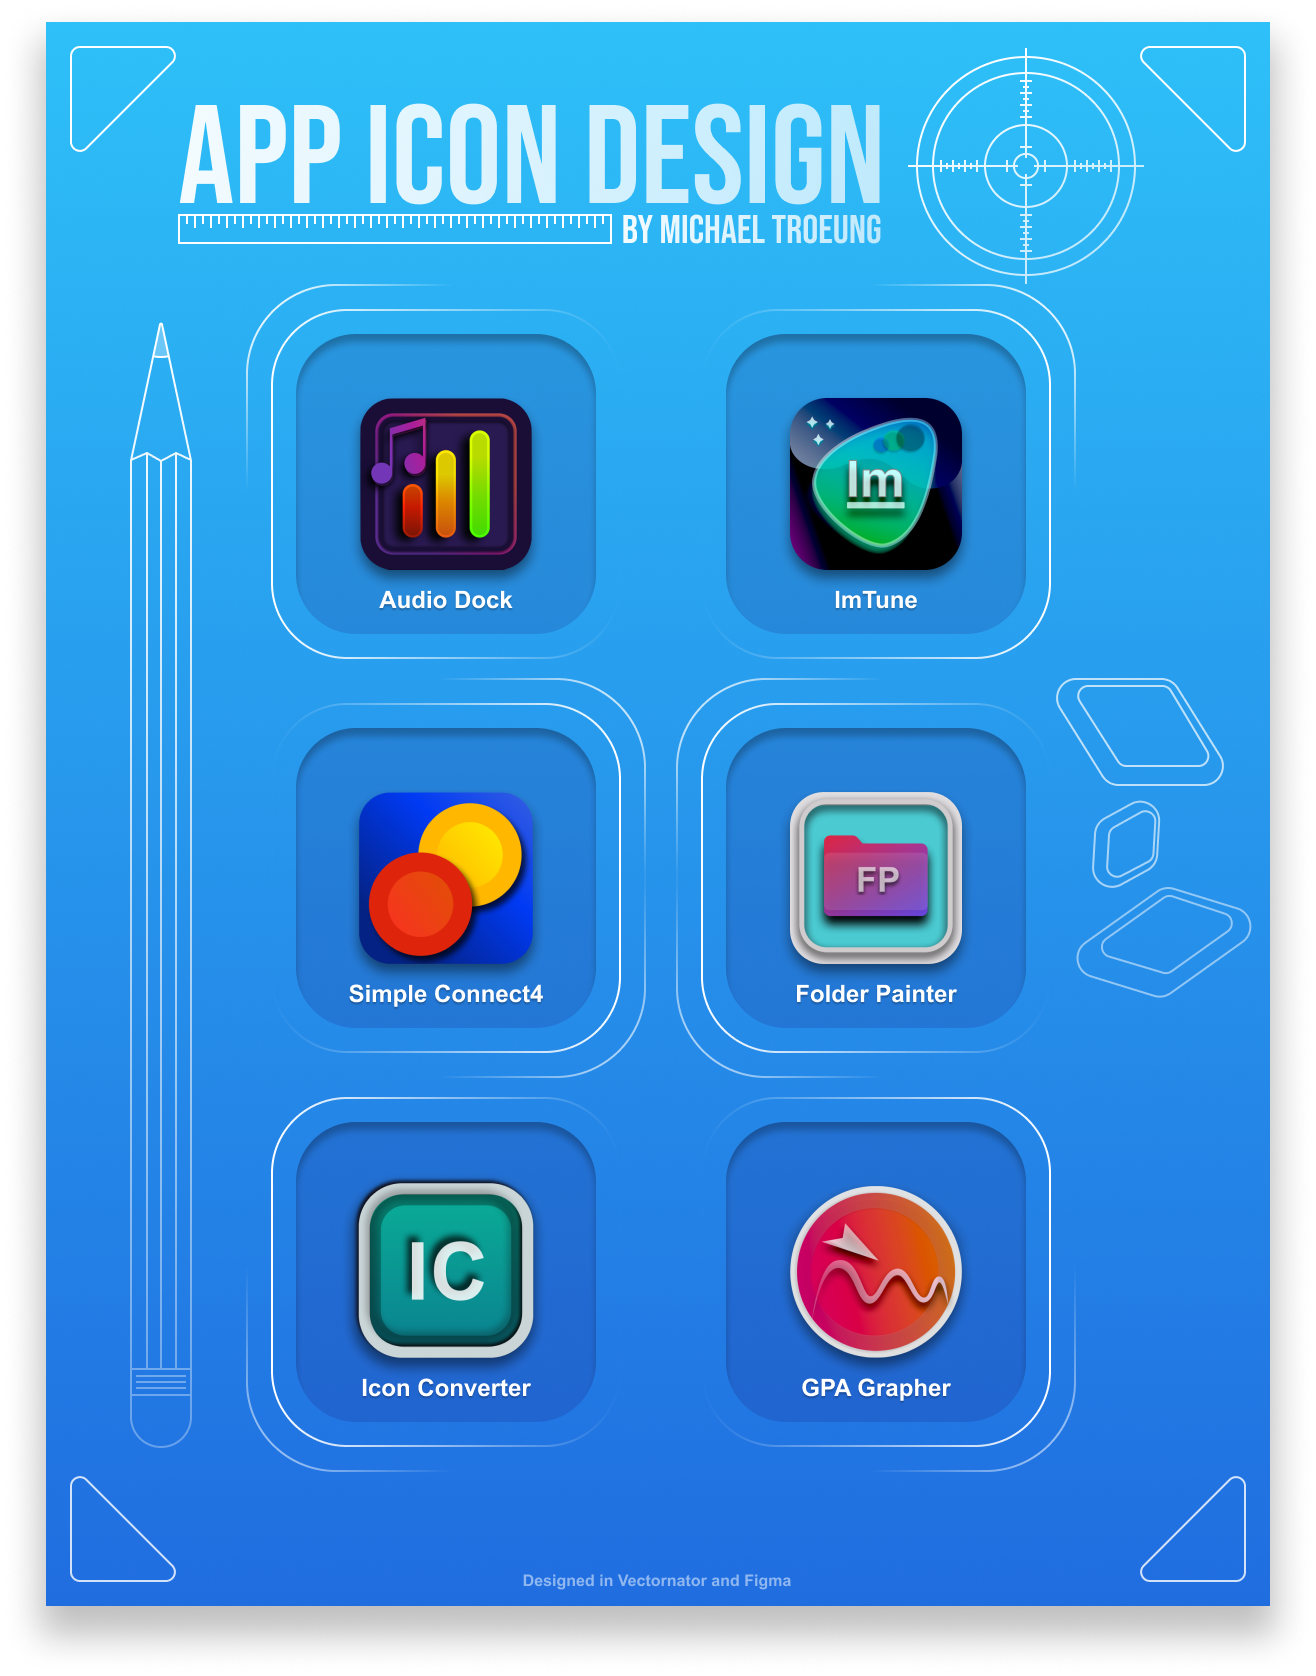 APP ICON DESIGN
BY MICHAEL TROEUNG
Im
Audio Dock
ImTune
FP
Simple Connect4
Folder Painter
IC
Icon Converter
GPA Grapher
Designed in Vectornator and Figma